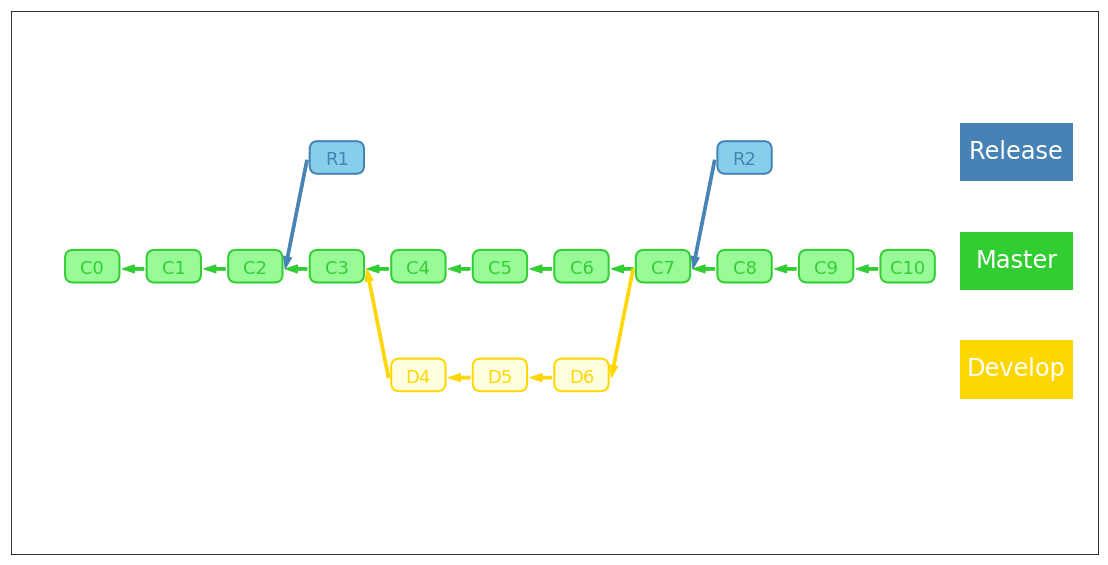 R1
R2
Release
C0
C1
C2
C3
C4
C5
C6
C7
C8
C9
C10
Master
D4
D5
D6
Develop